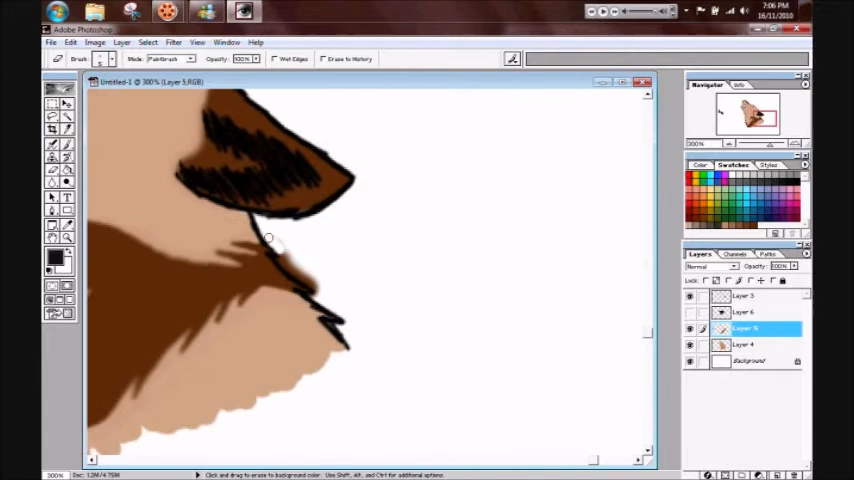 7:06 PM
16/11/2010
Adobe Photoshop
File Edit Image Layer Select Filter View Window Help
Brush: 5 Mode: Paintbrush Opacity: 100% Wet Edges Erase to History
Untitled-1 @ 300% (Layer 5,RGB)
Navigator Info
300%
Color Swatches Styles
Layers Channels Paths
Normal Opacity: 100%
Lock:
Layer 3
Layer 6
Layer 5
Layer 4
Background
300% Doc: 1.2M/4.75M Click and drag to erase to background color. Use Shift, Alt, and Ctrl for additional options.